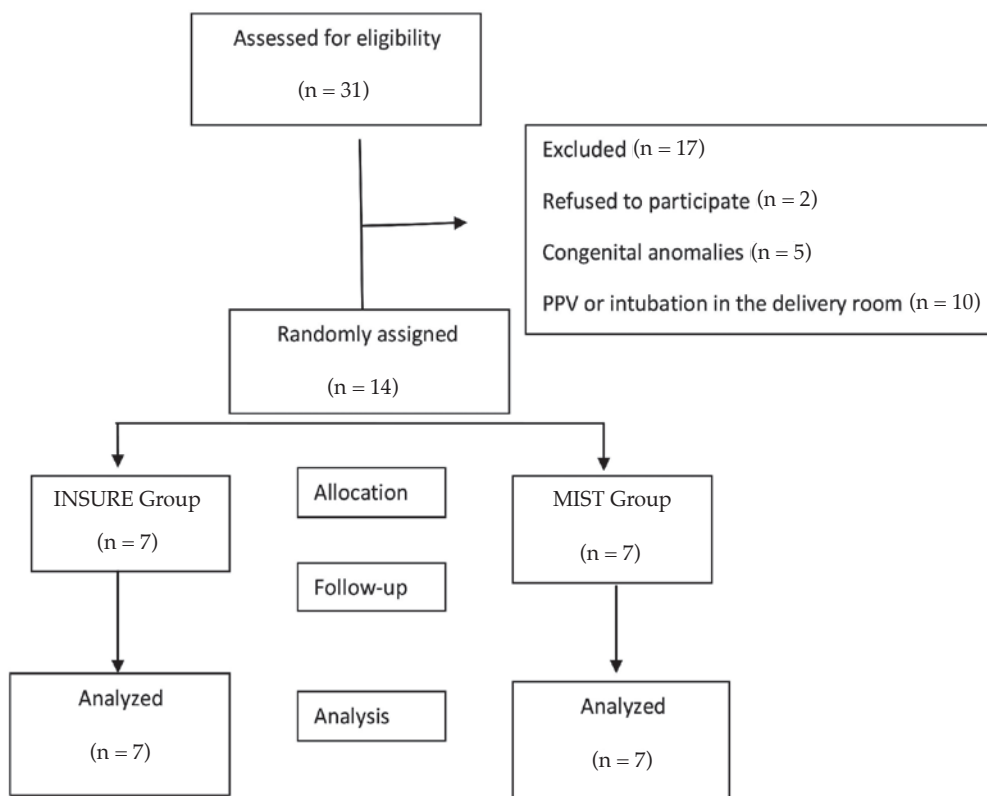 Assessed for eligibility
(n = 31)
Excluded (n = 17)
Refused to participate (n = 2)
Congenital anomalies (n = 5)
PPV or intubation in the delivery room (n = 10)
Randomly assigned
(n = 14)
INSURE Group
(n = 7)
Allocation
MIST Group
(n = 7)
Follow-up
Analyzed
(n = 7)
Analysis
Analyzed
(n = 7)